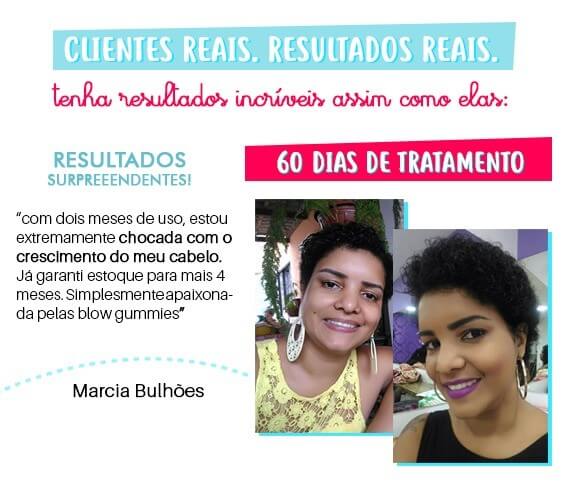 CLIENTES REAIS. RESULTADOS REAIS.
tenha resultados incríveis assim como elas:
RESULTADOS
SURPREEENDENTES!
60 DIAS DE TRATAMENTO
“com dois meses de uso, estou
extremamente chocada com o
crescimento do meu cabelo.
Já garanti estoque para mais 4
meses. Simplesmente apaixona-
da pelas blow gummies”
Marcia Bulhões